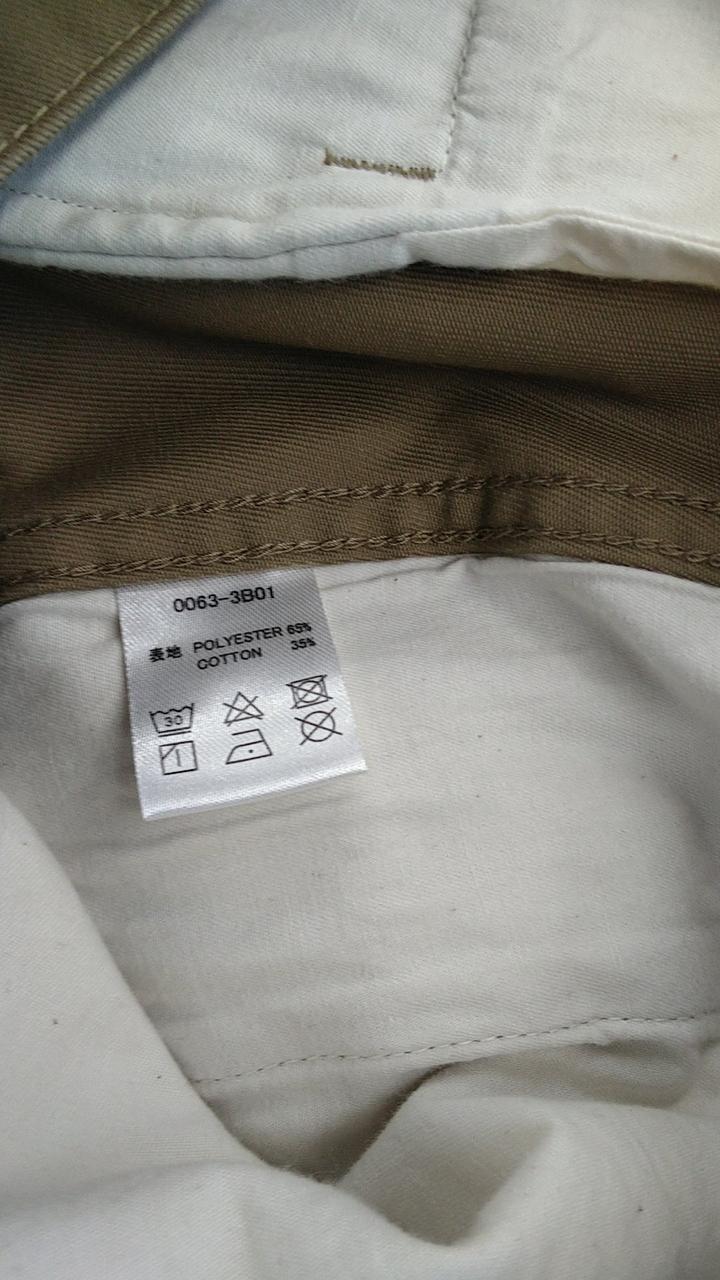 0063-3B01
表地 POLYESTER 65%
COTTON 35%
30